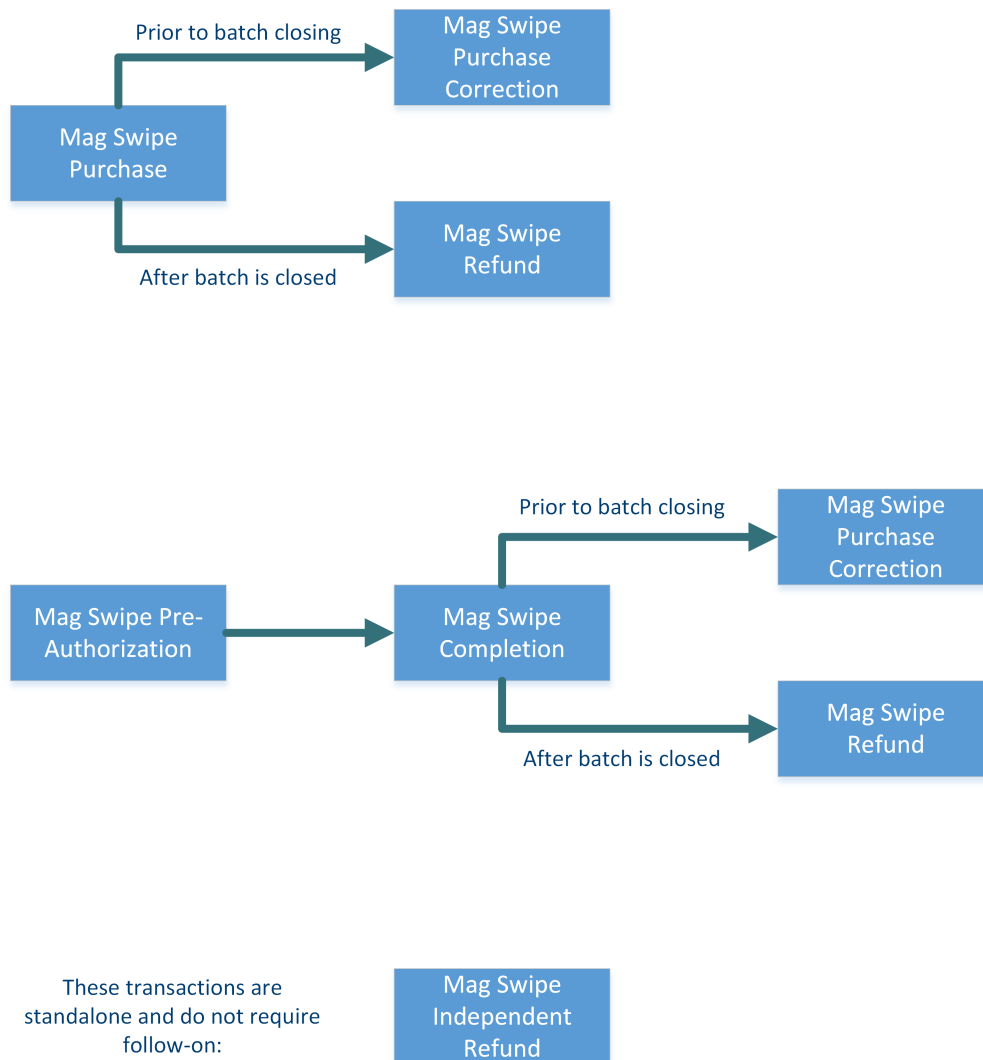 Prior to batch closing
Mag Swipe
Purchase
Correction
Mag Swipe
Purchase
Mag Swipe
Refund
After batch is closed
Prior to batch closing
Mag Swipe
Purchase
Correction
Mag Swipe Pre-
Authorization
Mag Swipe
Completion
Mag Swipe
Refund
After batch is closed
These transactions are
standalone and do not require
follow-on:
Mag Swipe
Independent
Refund